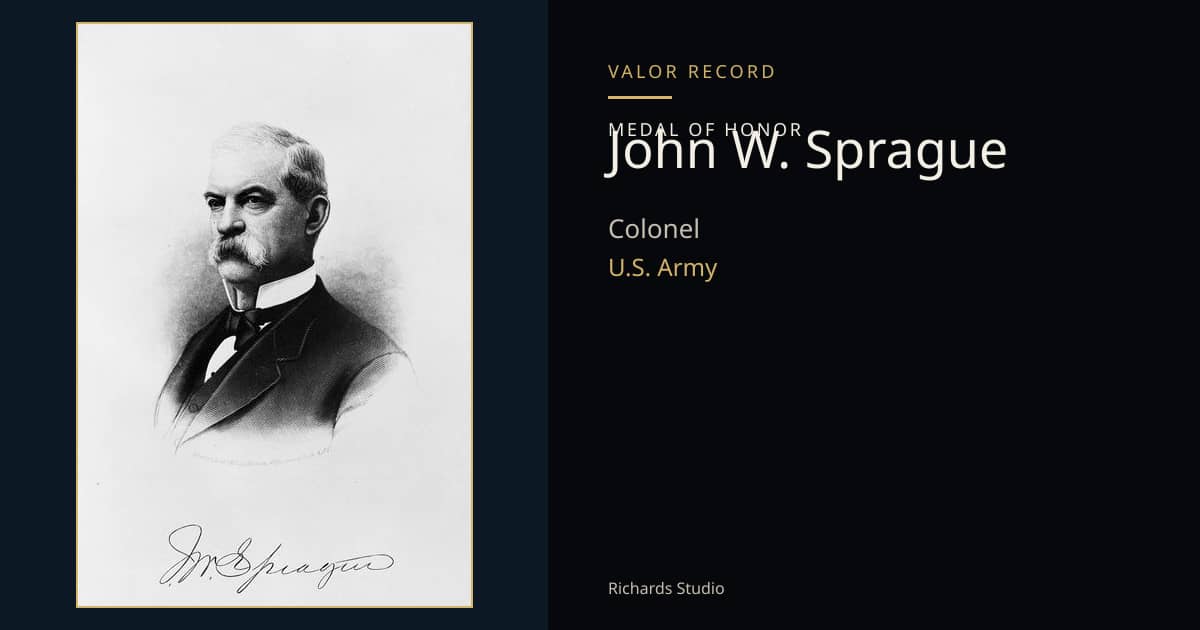 VALOR RECORD
MEDAL OF HONOR
John W. Sprague
Colonel
U.S. Army
J.W. Sprague
Richards Studio